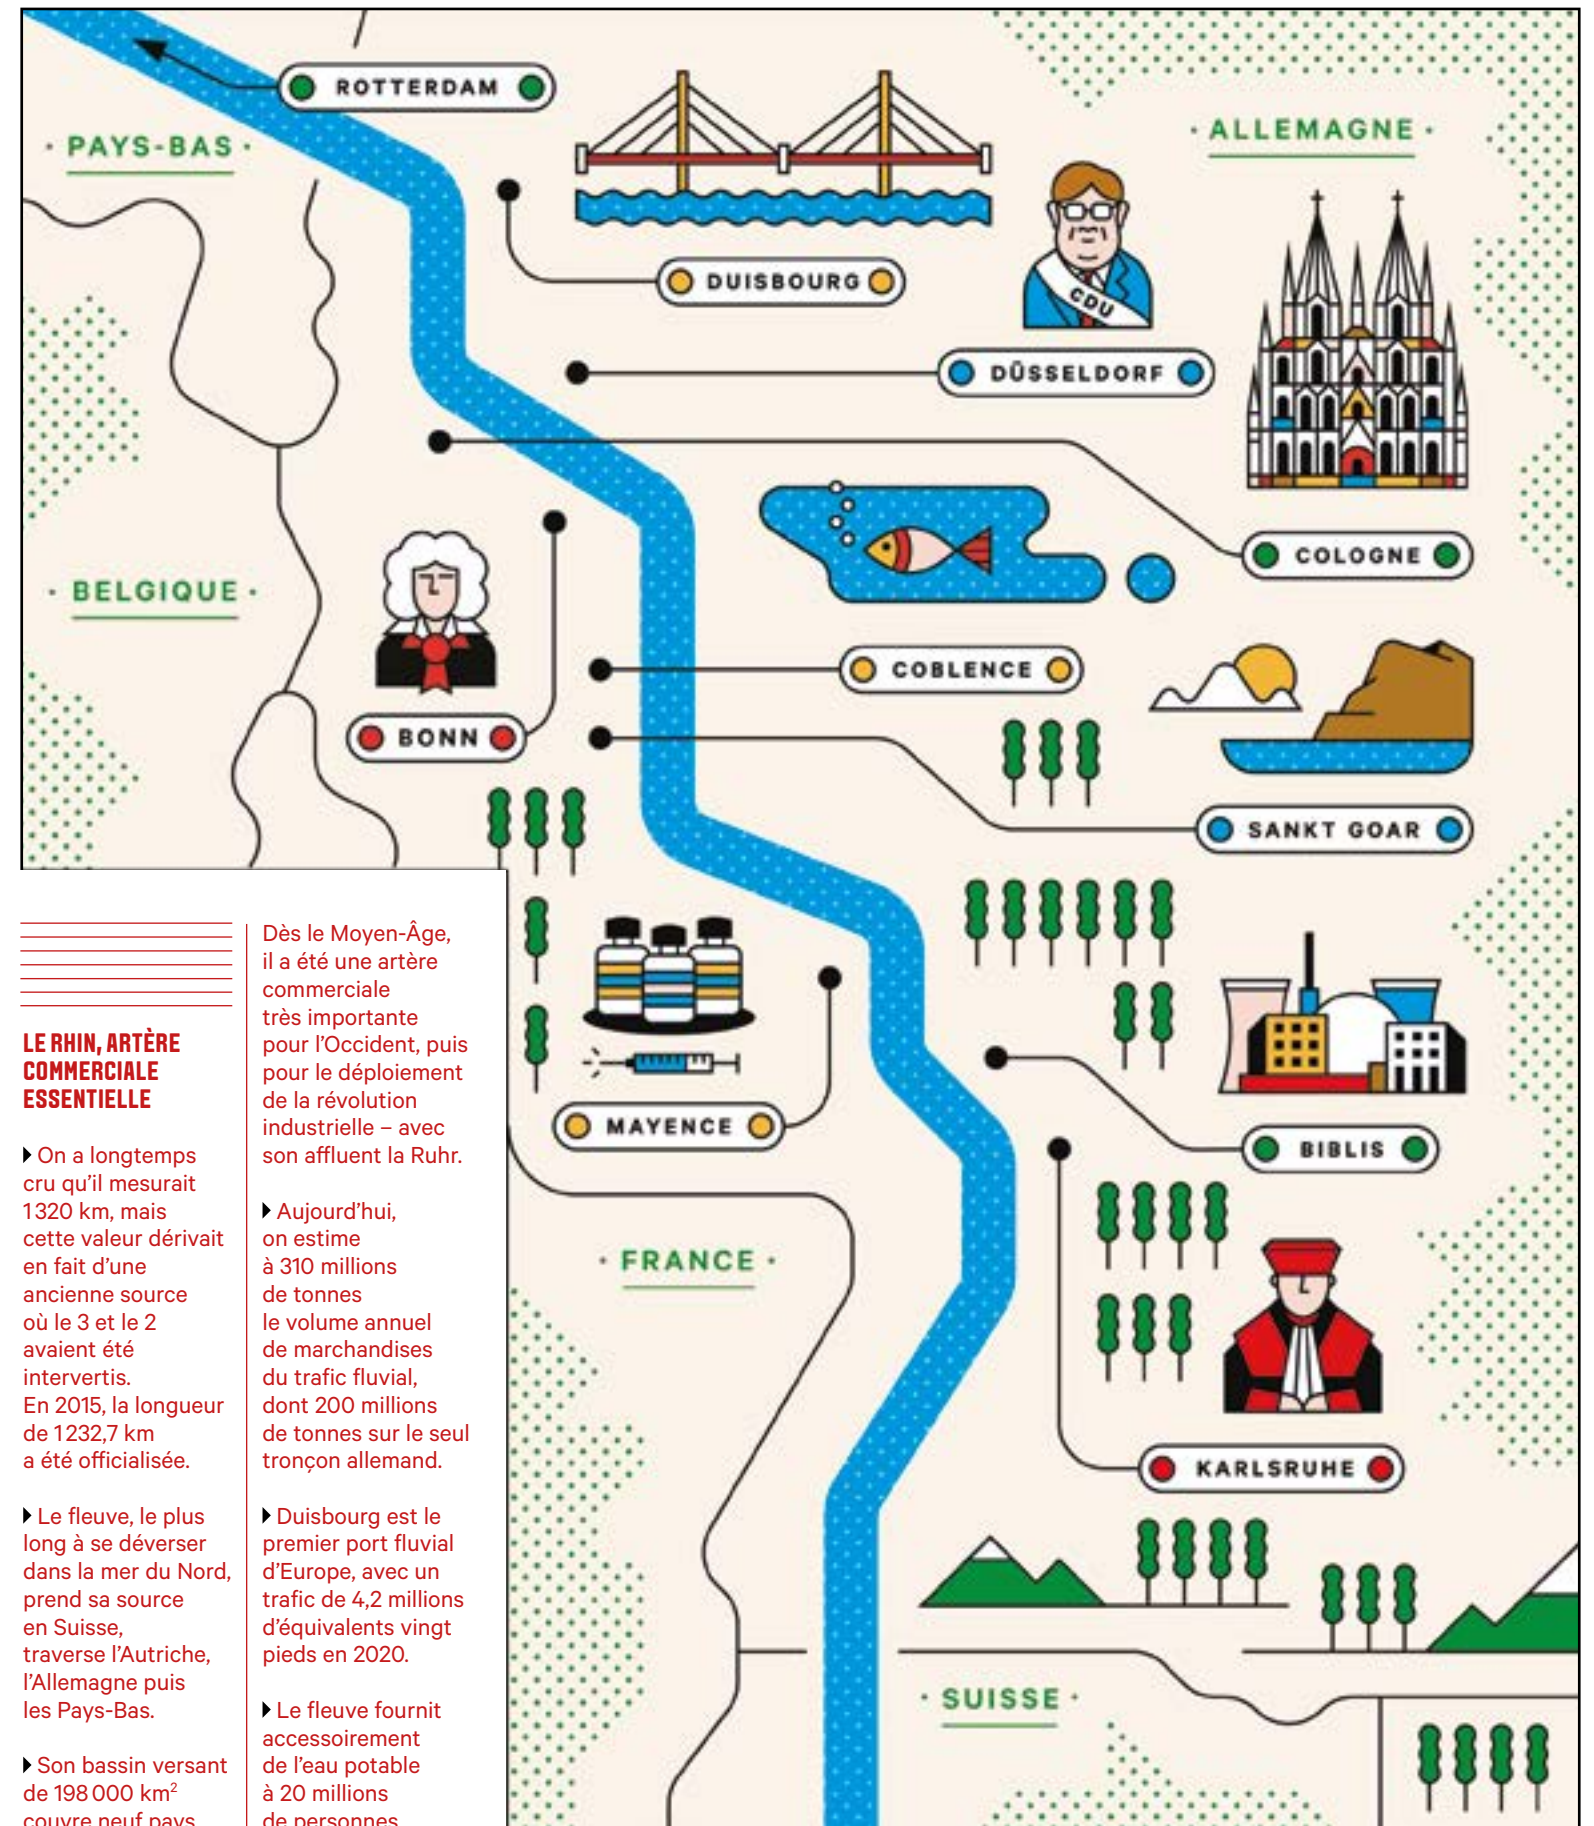 ROTTERDAM
· PAYS-BAS ·
· ALLEMAGNE ·
DUISBOURG
CDU
DÜSSELDORF
COLOGNE
· BELGIQUE ·
COBLENCE
BONN
SANKT GOAR
MAYENCE
BIBLIS
· FRANCE ·
KARLSRUHE
· SUISSE ·
LE RHIN, ARTÈRE
COMMERCIALE
ESSENTIELLE
On a longtemps
cru qu’il mesurait
1320 km, mais
cette valeur dérivait
en fait d’une
ancienne source
où le 3 et le 2
avaient été
intervertis.
En 2015, la longueur
de 1232,7 km
a été officialisée.
Le fleuve, le plus
long à se déverser
dans la mer du Nord,
prend sa source
en Suisse,
traverse l’Autriche,
l’Allemagne puis
les Pays-Bas.
Son bassin versant
de 198 000 km²
couvre neuf pays
Dès le Moyen-Âge,
il a été une artère
commerciale
très importante
pour l’Occident, puis
pour le déploiement
de la révolution
industrielle – avec
son affluent la Ruhr.
Aujourd’hui,
on estime
à 310 millions
de tonnes
le volume annuel
de marchandises
du trafic fluvial,
dont 200 millions
de tonnes sur le seul
tronçon allemand.
Duisbourg est le
premier port fluvial
d’Europe, avec un
trafic de 4,2 millions
d’équivalents vingt
pieds en 2020.
Le fleuve fournit
accessoirement
de l’eau potable
à 20 millions
de personnes